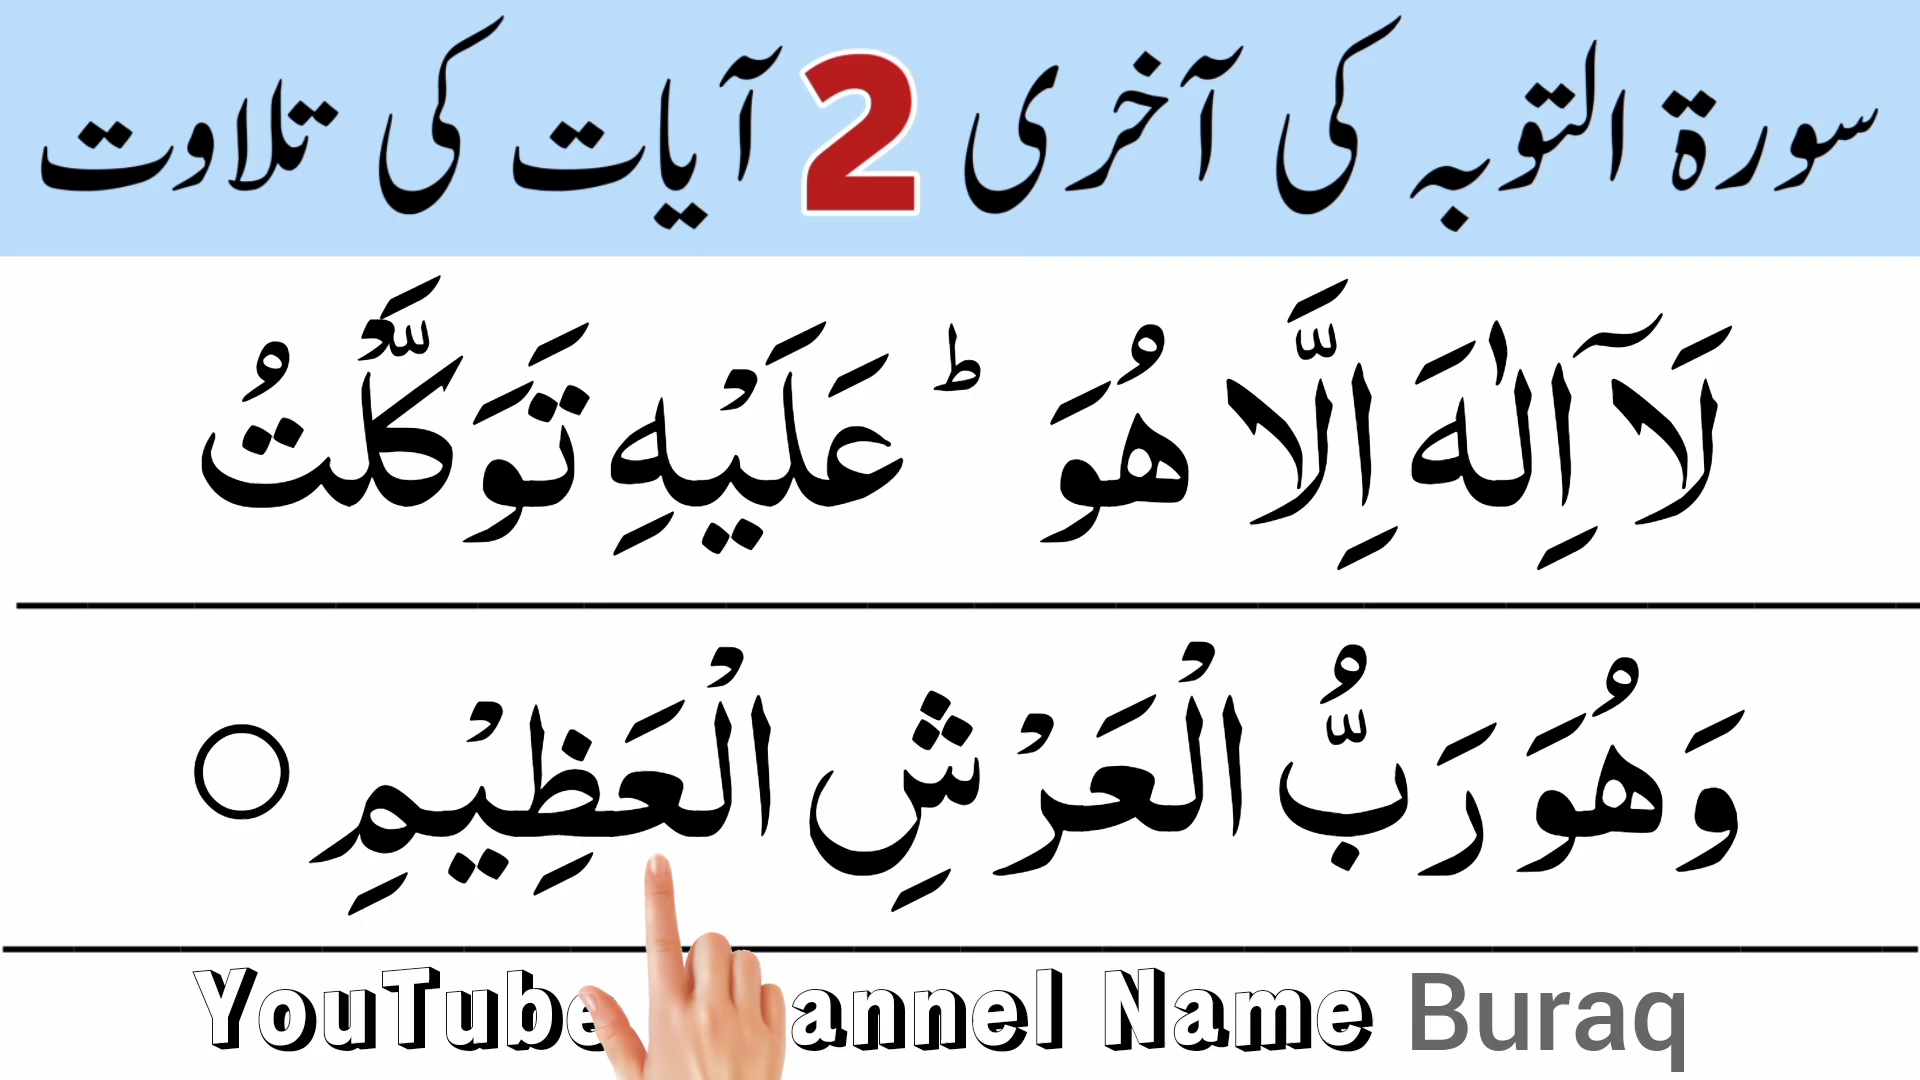 سورۃ التوبہ کی آخری 2 آیات کی تلاوت
لَاۤ اِلٰهَ اِلَّا هُوَ ؕ عَلَیْهِ تَوَكَّلْتُ
وَهُوَ رَبُّ الْعَرْشِ الْعَظِیْمِ ○
YouTube annel Name Buraq